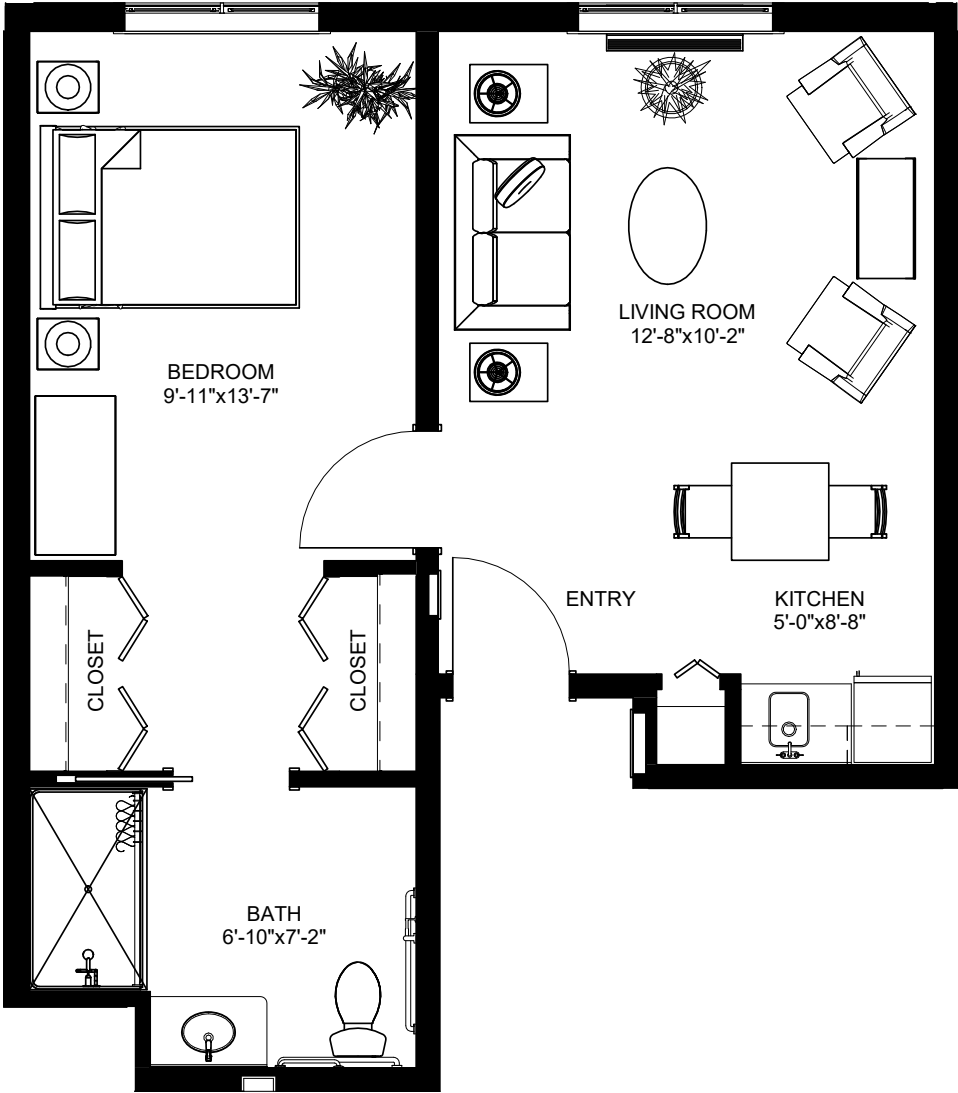 LIVING ROOM
12'-8"x10'-2"
BEDROOM
9'-11"x13'-7"
ENTRY
KITCHEN
5'-0"x8'-8"
CLOSET
CLOSET
BATH
6'-10"x7'-2"